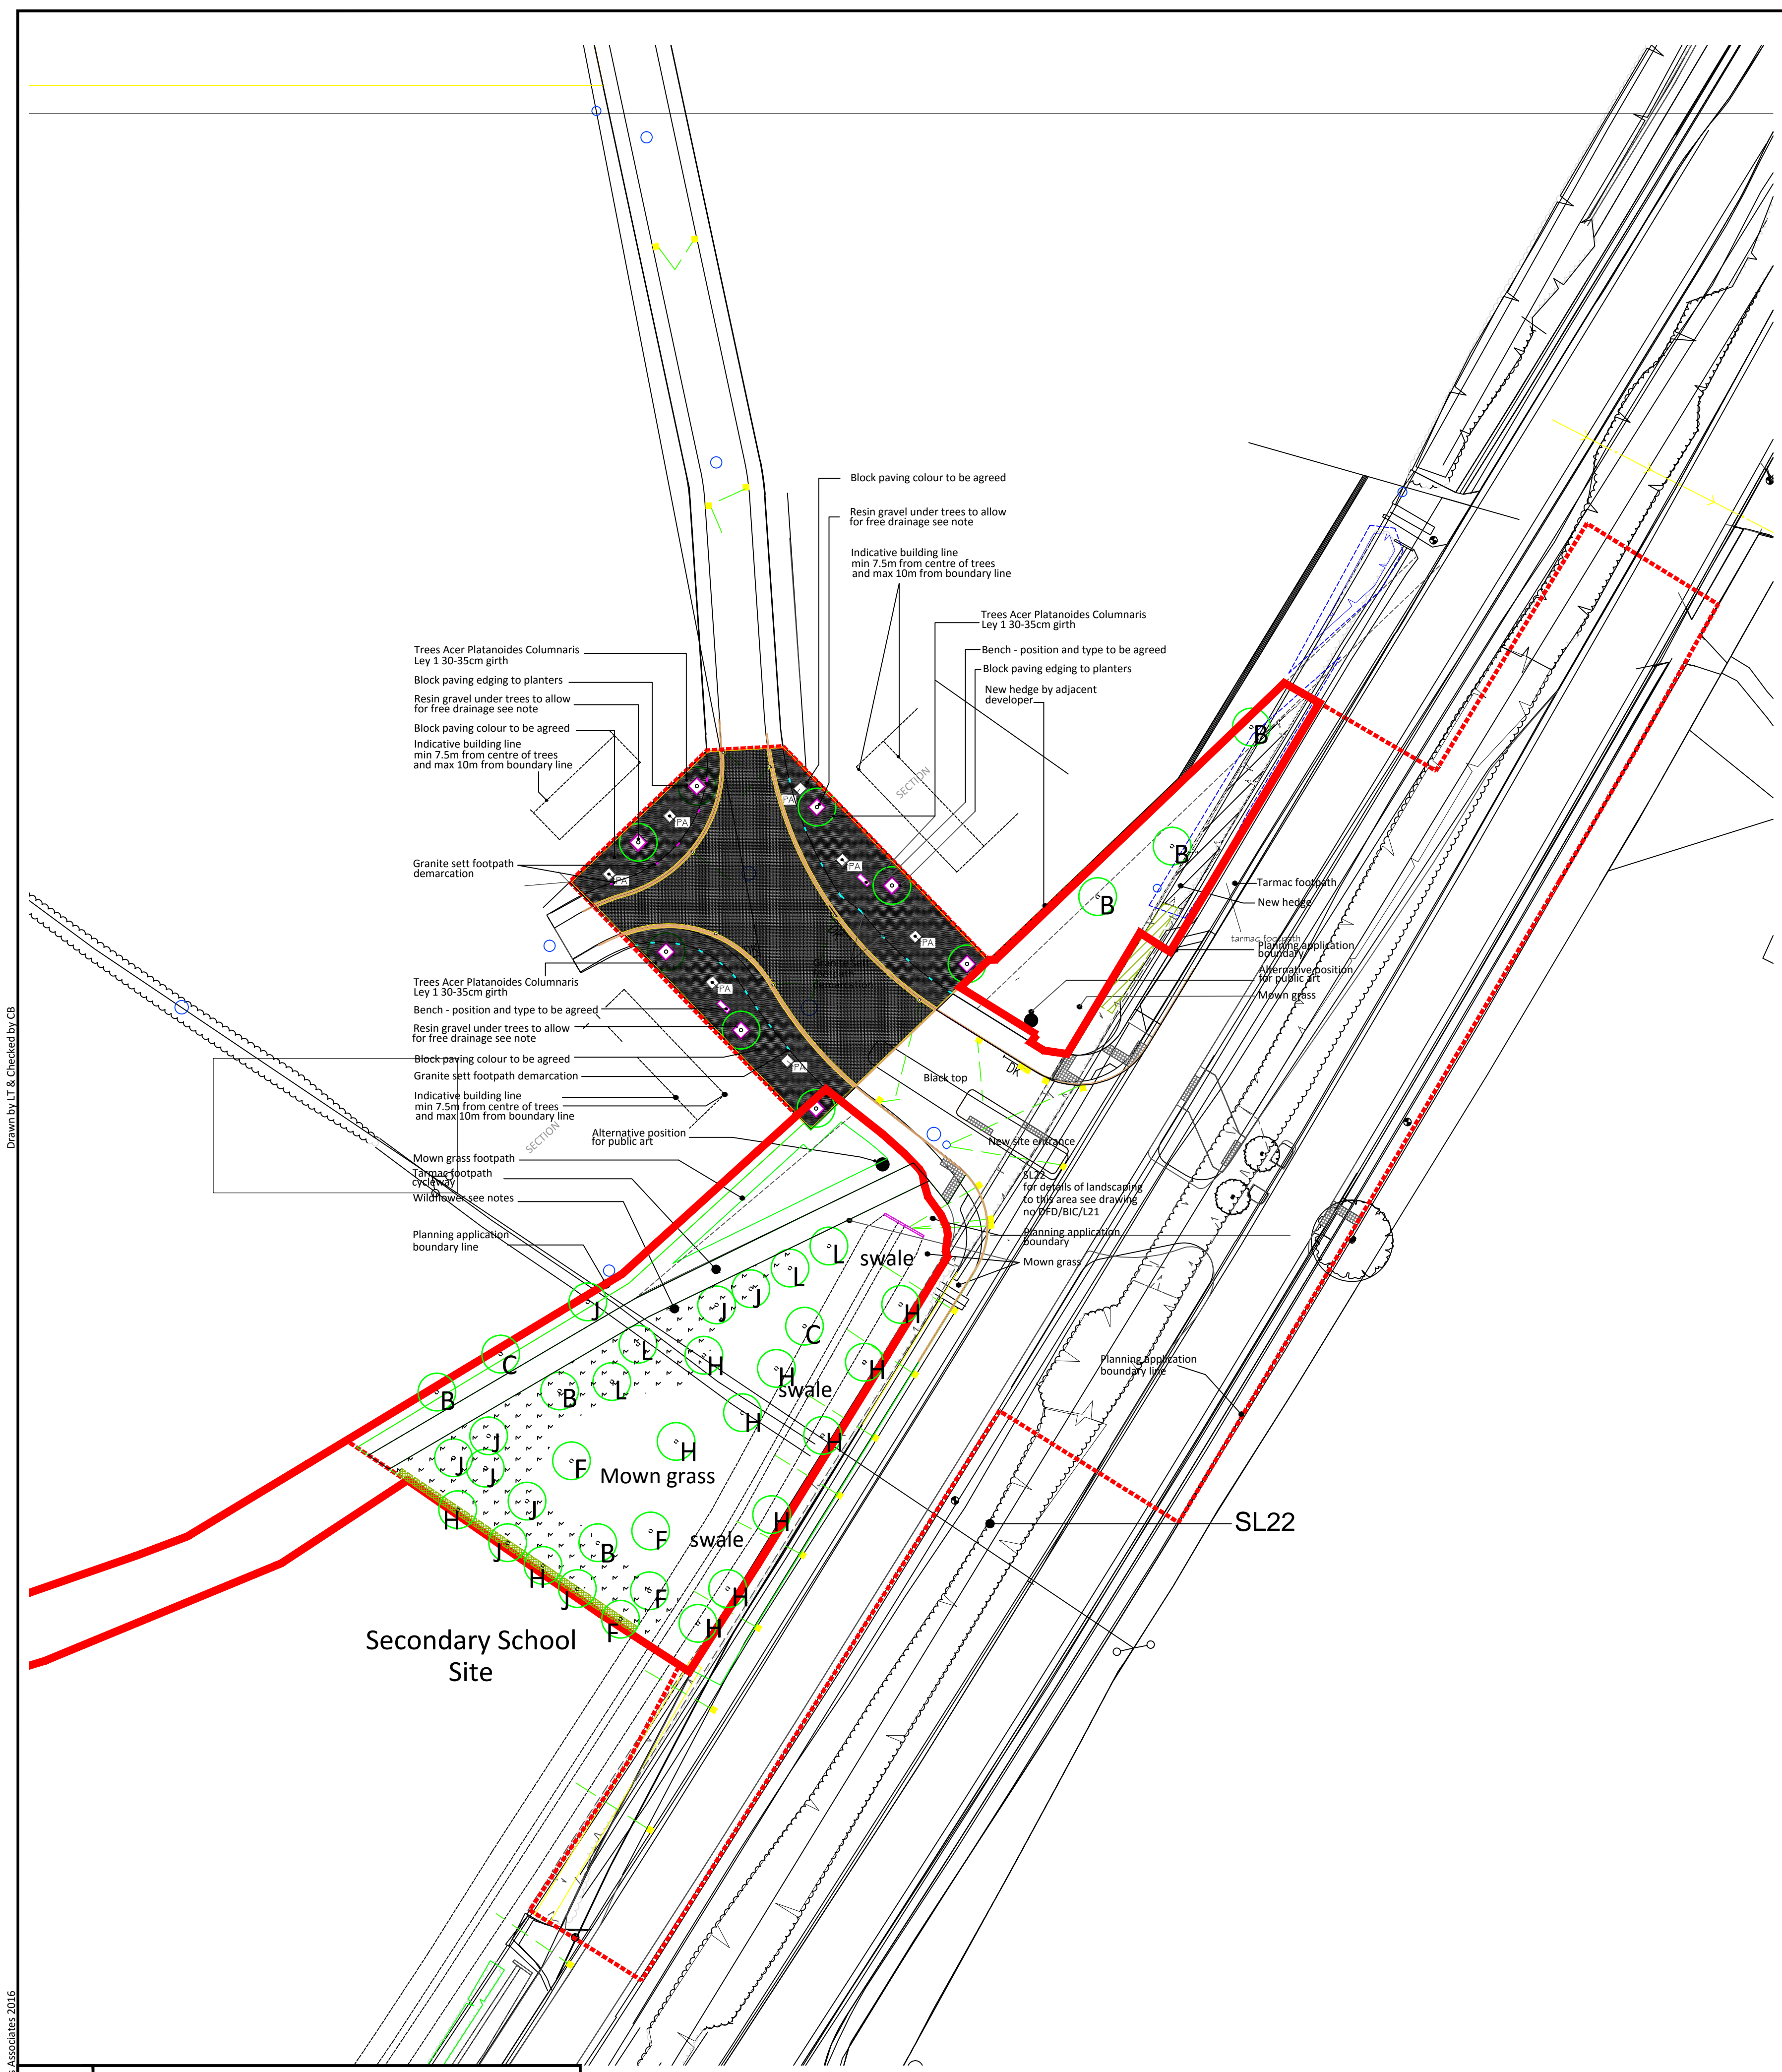 Block paving colour to be agreed
Resin gravel under trees to allow
for free drainage see note
Indicative building line
min 7.5m from centre of trees
and max 10m from boundary line
Trees Acer Platanoides Columnaris
Ley 1 30-35cm girth
Bench - position and type to be agreed
Block paving edging to planters
New hedge by adjacent
developer
Trees Acer Platanoides Columnaris
Ley 1 30-35cm girth
Block paving edging to planters
Resin gravel under trees to allow
for free drainage see note
Block paving colour to be agreed
Indicative building line
min 7.5m from centre of trees
and max 10m from boundary line
SECTION
PA
PA
PA
PA
PA
PA
PA
B
B
B
Granite sett footpath
demarcation
DK
DK
Granite sett
footpath
demarcation
Tarmac footpath
New hedge
tarmac footpath
Planning application
boundary
Alternative position
for public art
Mown grass
Trees Acer Platanoides Columnaris
Ley 1 30-35cm girth
Bench - position and type to be agreed
Resin gravel under trees to allow
for free drainage see note
Block paving colour to be agreed
Granite sett footpath demarcation
Indicative building line
min 7.5m from centre of trees
and max 10m from boundary line
SECTION
Black top
DK
New site entrance
Alternative position
for public art
Mown grass footpath
Tarmac footpath
cycleway
Wildflower see notes
Planning application
boundary line
SL22
for details of landscaping
to this area see drawing
no DFD/BIC/L21
Planning application
boundary
Mown grass
swale
L
L
J
J
J
H
C
L
H
H
H
C
B
B
L
swale
H
H
J
J
J
F
H
Mown grass
Planning application
boundary line
H
J
H
J
B
F
swale
H
J
F
H
F
H
SL22
Secondary School
Site
Drawn by LT & Checked by CB
s Associates 2016